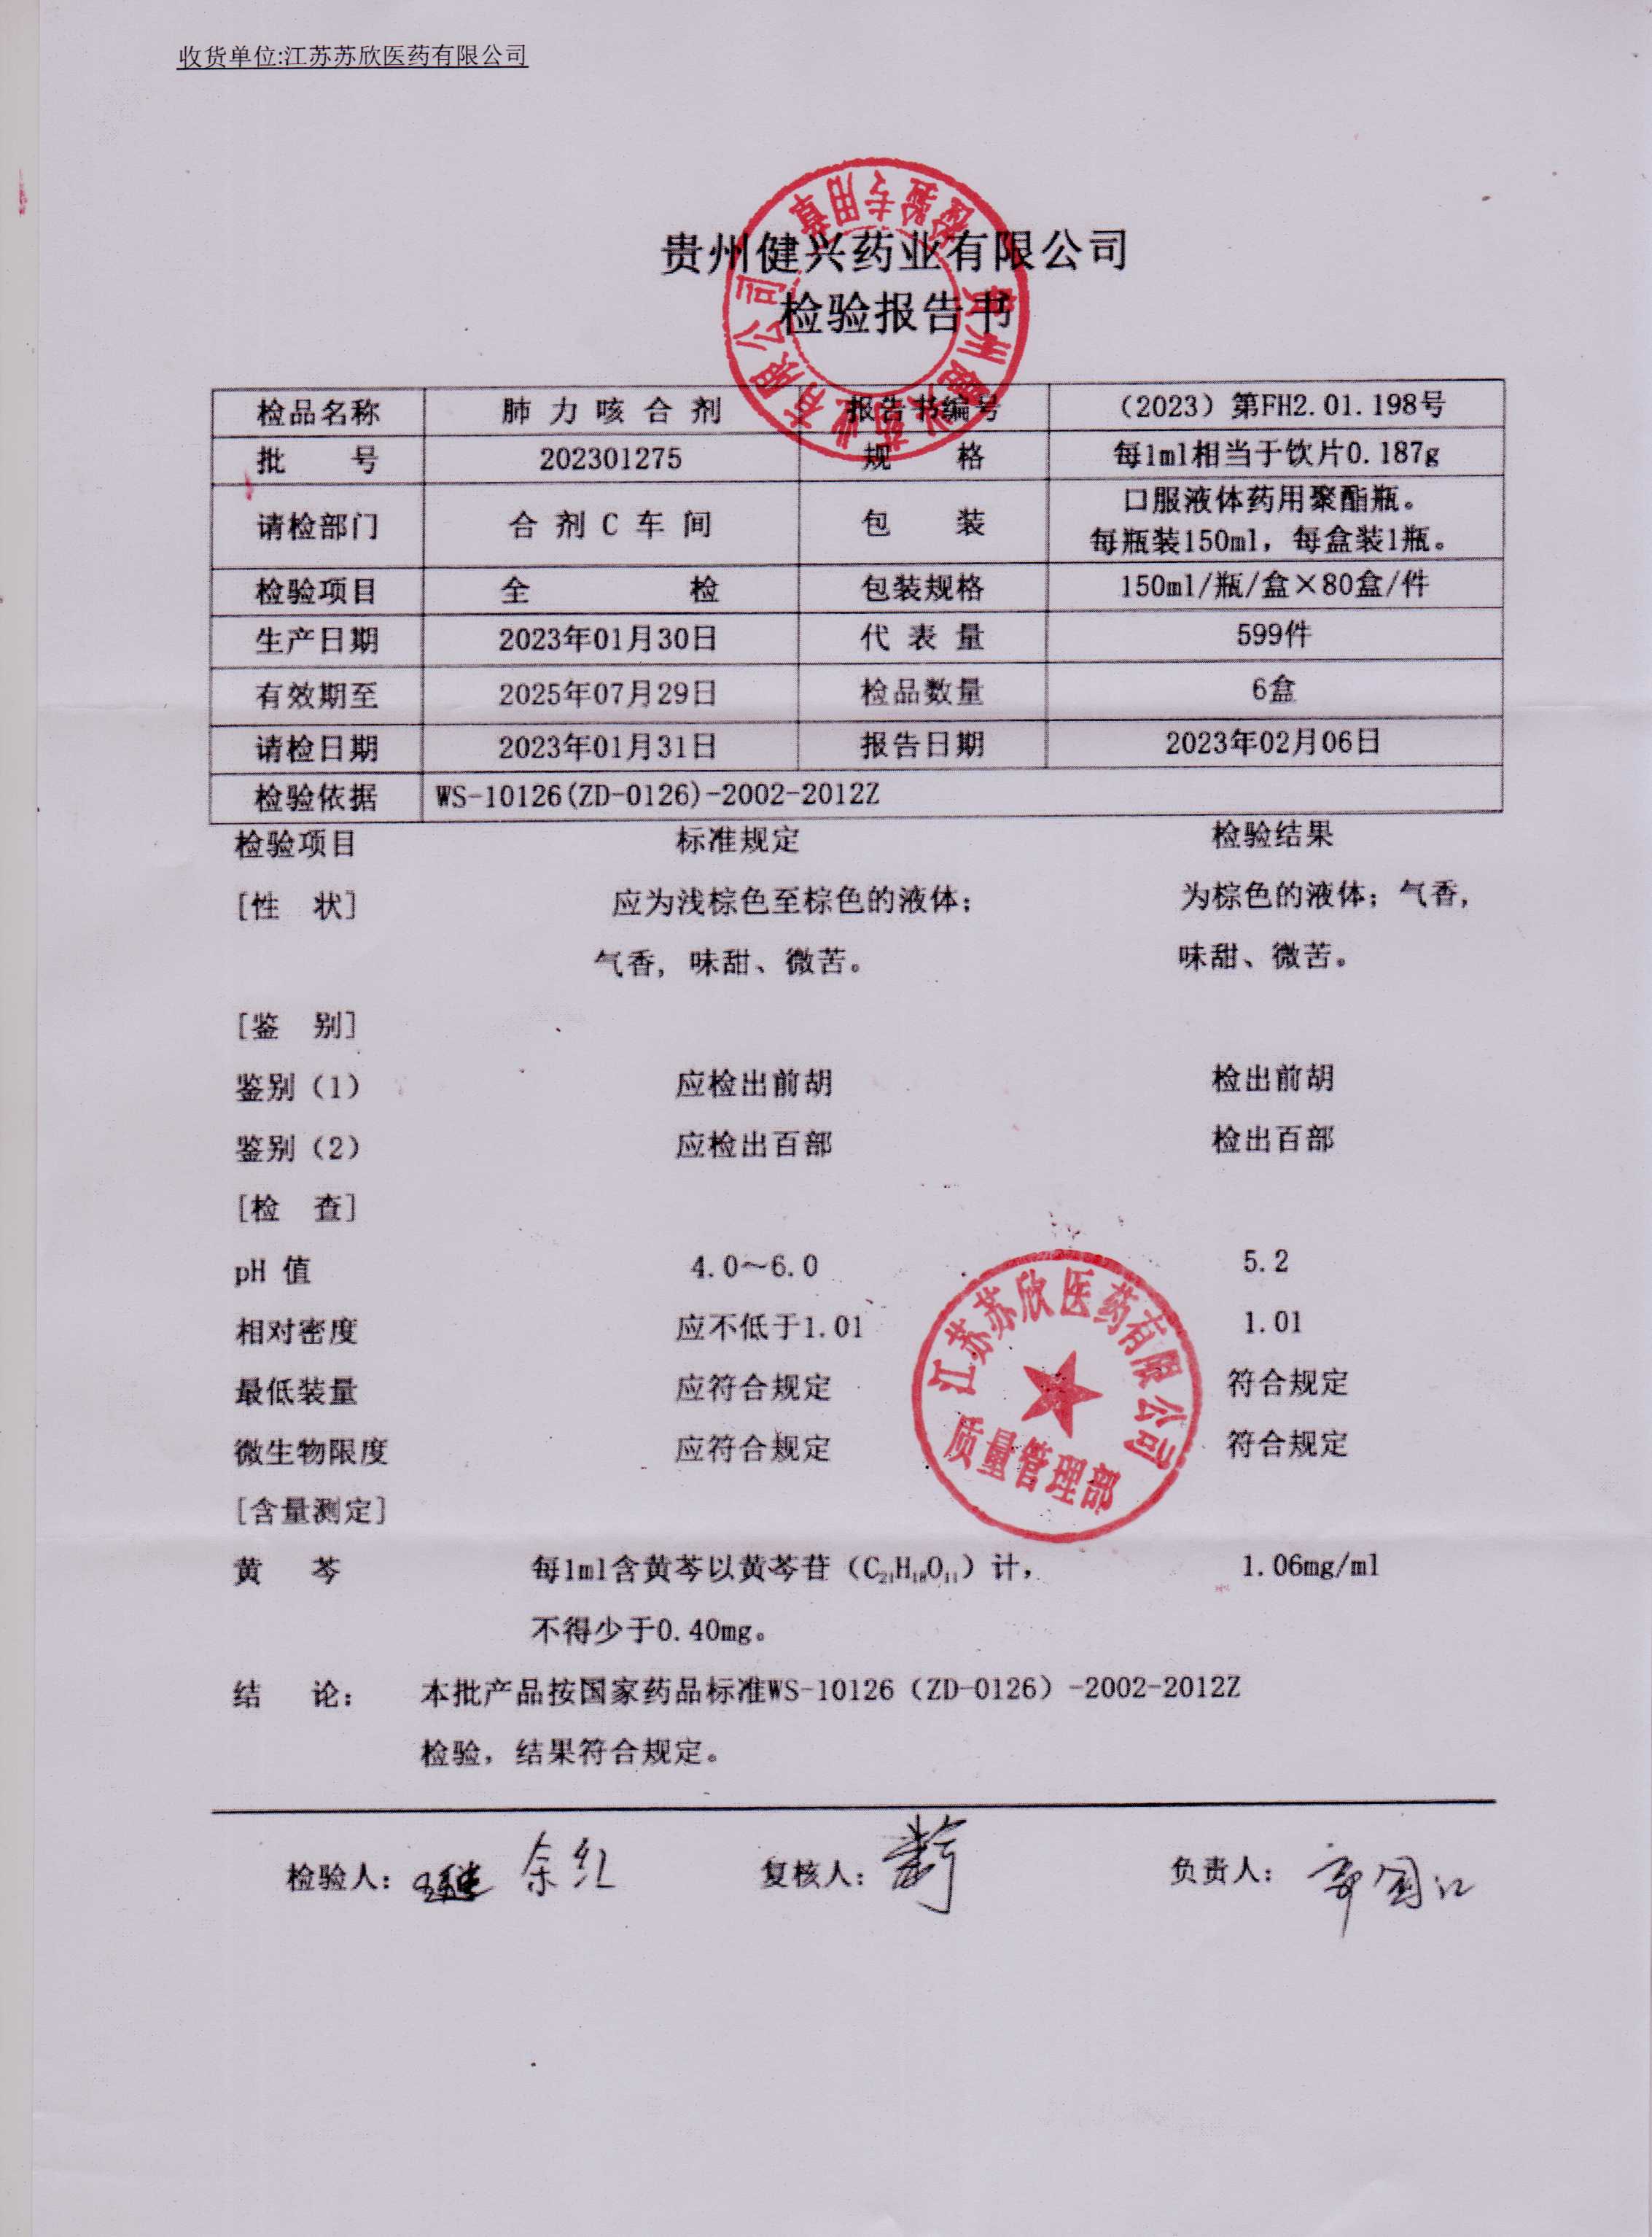 收货单位:江苏苏欣医药有限公司
贵州健兴药业有限公司
检验报告书
检品名称 肺力咳合剂 报告书编号 （2023）第FH2.01.198号
批号 202301275 规格 每1ml相当于饮片0.187g
请检部门 合剂C车间 包装 口服液体药用聚酯瓶。
每瓶装150ml，每盒装1瓶。
检验项目 全检 包装规格 150ml/瓶/盒×80盒/件
生产日期 2023年01月30日 代表量 599件
有效期至 2025年07月29日 检品数量 6盒
请检日期 2023年01月31日 报告日期 2023年02月06日
检验依据 WS-10126(ZD-0126)-2002-2012Z
检验项目 标准规定 检验结果
[性 状] 应为浅棕色至棕色的液体； 为棕色的液体；气香，
气香，味甜、微苦。 味甜、微苦。
[鉴 别]
鉴别（1） 应检出前胡 检出前胡
鉴别（2） 应检出百部 检出百部
[检 查]
pH 值 4.0～6.0 5.2
相对密度 应不低于1.01 1.01
最低装量 应符合规定 符合规定
微生物限度 应符合规定 符合规定
[含量测定]
黄 芩 每1ml含黄芩以黄芩苷（C₂₁H₁₈O₁₁）计， 1.06mg/ml
不得少于0.40mg。
结 论： 本批产品按国家药品标准WS-10126（ZD-0126）-2002-2012Z
检验，结果符合规定。
检验人： 余红 复核人： 负责人：
贵州健兴药业有限公司
检验专用章
江苏苏欣医药有限公司
质量管理部